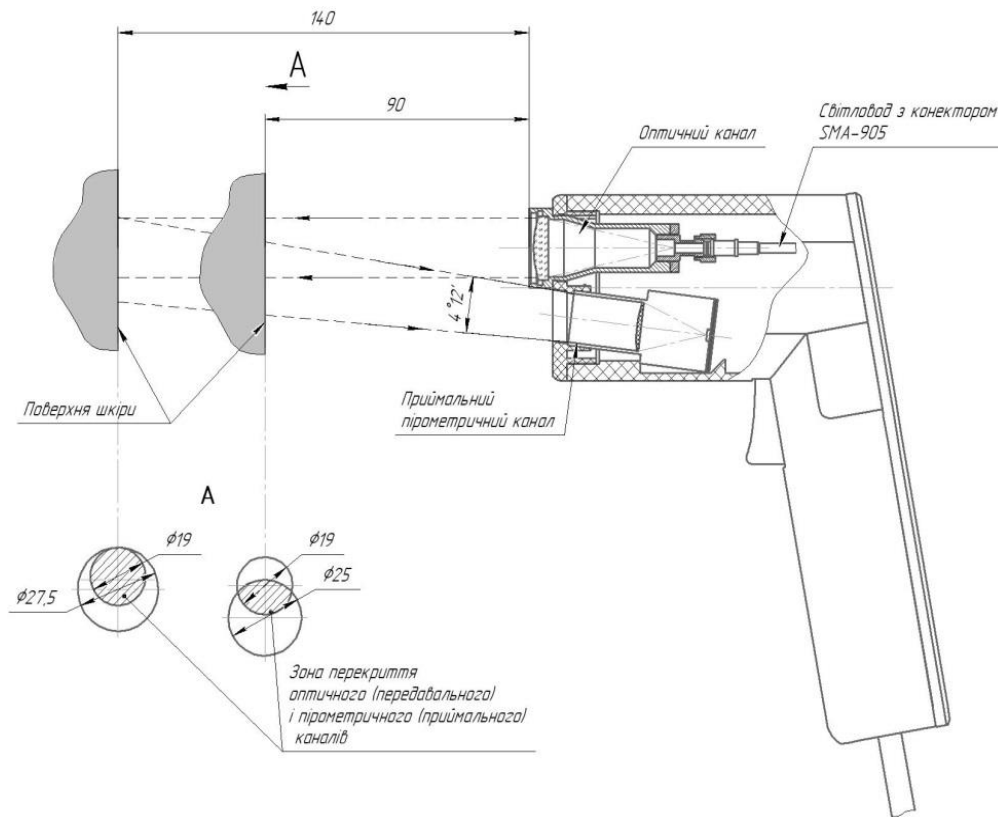 140
А
90
Світловод з конектором
SMA-905
Оптичний канал
4°12'
Поверхня шкіри
Приймальний
пірометричний канал
А
ϕ19
ϕ27,5
ϕ19
ϕ25
Зона перекриття
оптичного (передавального)
і пірометричного (приймального)
каналів